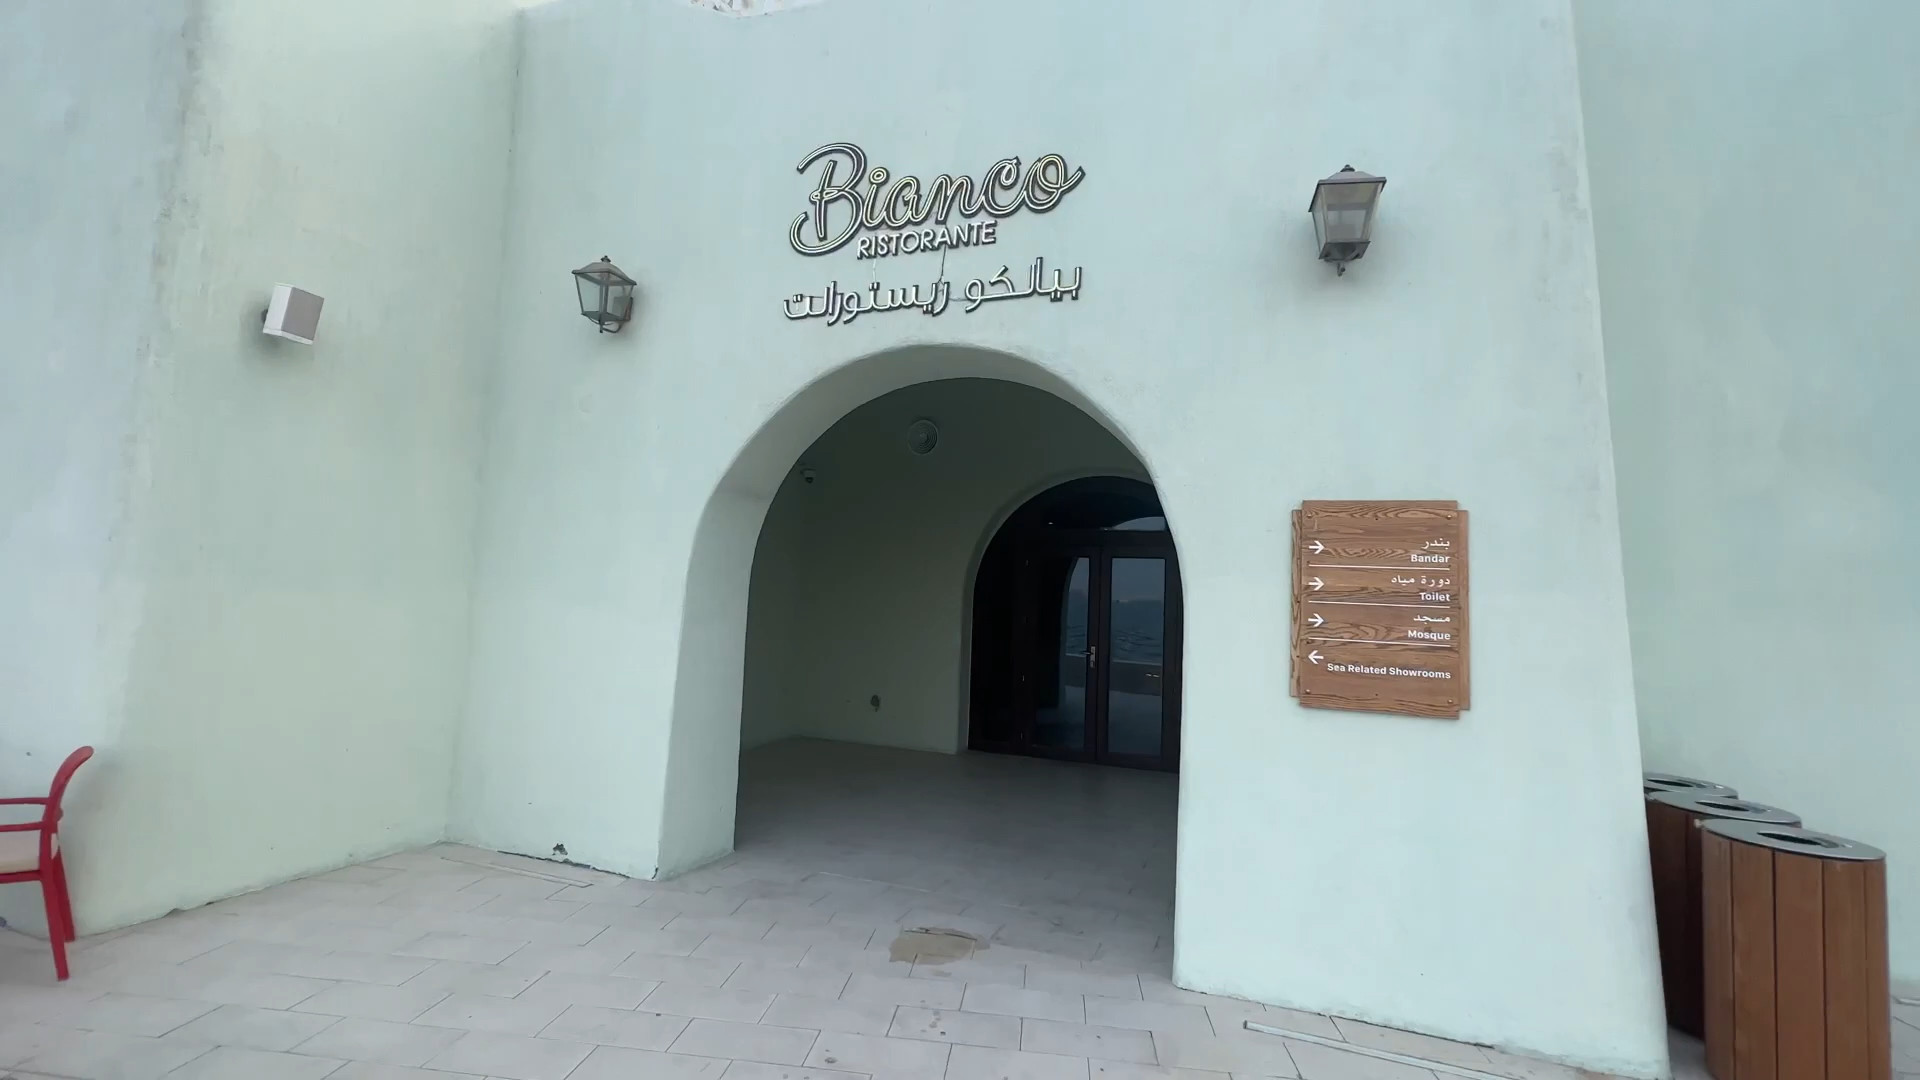 Bianco
RISTORANTE
بيانكو ريستورانت
بندر
Bandar
دورة مياه
Toilet
مسجد
Mosque
Sea Related Showrooms